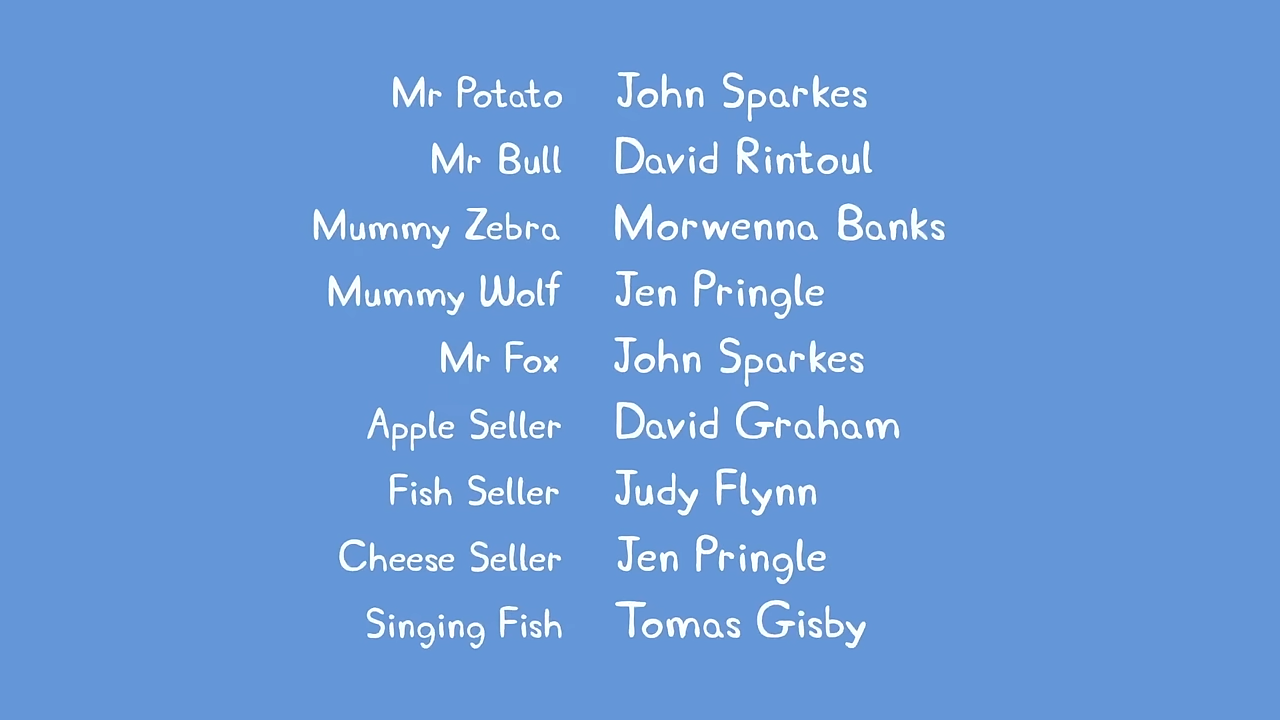 Mr Potato John Sparkes
Mr Bull David Rintoul
Mummy Zebra Morwenna Banks
Mummy Wolf Jen Pringle
Mr Fox John Sparkes
Apple Seller David Graham
Fish Seller Judy Flynn
Cheese Seller Jen Pringle
Singing Fish Tomas Gisby